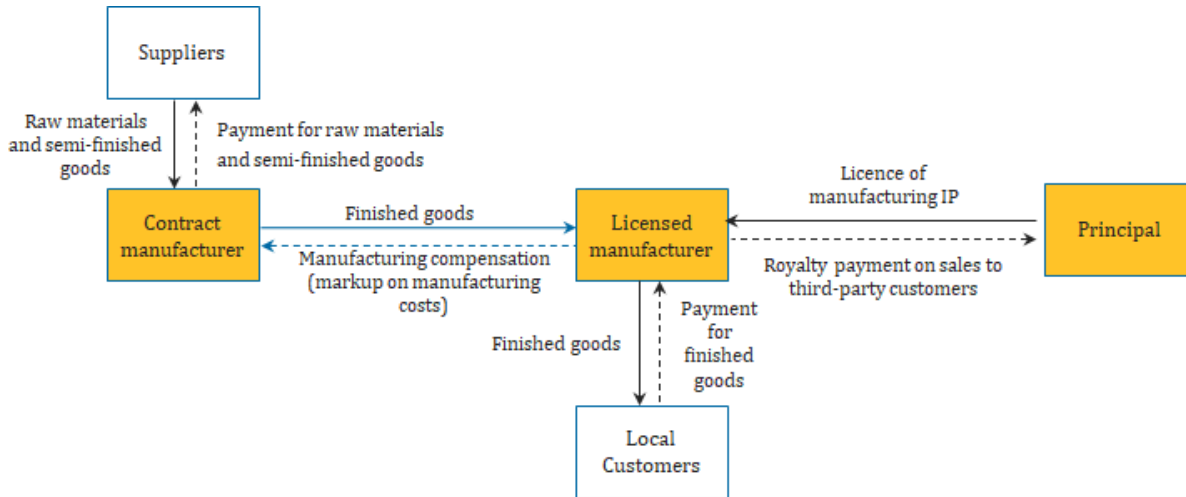 Suppliers
Raw materials
and semi-finished
goods
Payment for raw materials
and semi-finished goods
Contract
manufacturer
Finished goods
Manufacturing compensation
(markup on manufacturing
costs)
Licensed
manufacturer
Licence of
manufacturing IP
Royalty payment on sales to
third-party customers
Principal
Finished goods
Payment
for
finished
goods
Local
Customers